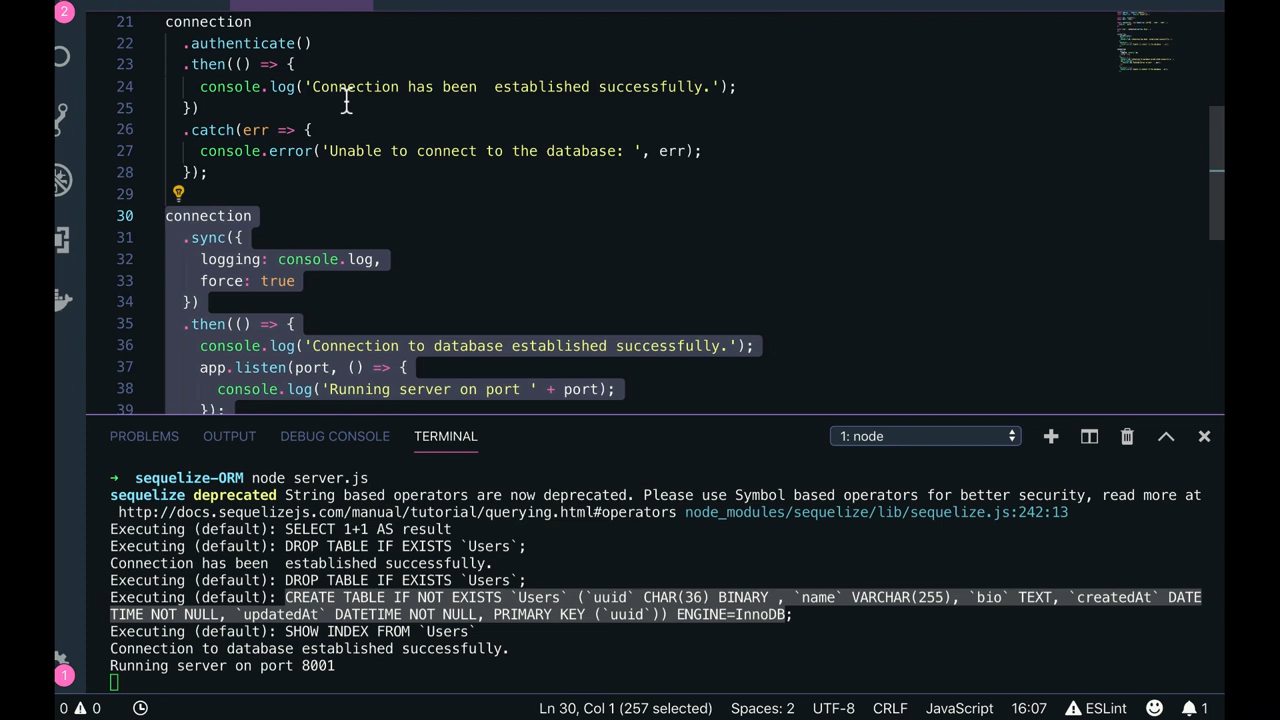 2
21 connection
22 .authenticate()
23 .then(() => {
24 console.log('Connection has been  established successfully.');
25 })
26 .catch(err => {
27 console.error('Unable to connect to the database: ', err);
28 });
29
30 connection
31 .sync({
32 logging: console.log,
33 force: true
34 })
35 .then(() => {
36 console.log('Connection to database established successfully.');
37 app.listen(port, () => {
38 console.log('Running server on port ' + port);
39 });
PROBLEMS OUTPUT DEBUG CONSOLE TERMINAL 1: node
→ sequelize-ORM node server.js
sequelize deprecated String based operators are now deprecated. Please use Symbol based operators for better security, read more at
http://docs.sequelizejs.com/manual/tutorial/querying.html#operators node_modules/sequelize/lib/sequelize.js:242:13
Executing (default): SELECT 1+1 AS result
Executing (default): DROP TABLE IF EXISTS `Users`;
Connection has been  established successfully.
Executing (default): DROP TABLE IF EXISTS `Users`;
Executing (default): CREATE TABLE IF NOT EXISTS `Users` (`uuid` CHAR(36) BINARY , `name` VARCHAR(255), `bio` TEXT, `createdAt` DATE
TIME NOT NULL, `updatedAt` DATETIME NOT NULL, PRIMARY KEY (`uuid`)) ENGINE=InnoDB;
Executing (default): SHOW INDEX FROM `Users`
Connection to database established successfully.
Running server on port 8001
1
0 0 Ln 30, Col 1 (257 selected) Spaces: 2 UTF-8 CRLF JavaScript 16:07 ESLint 1